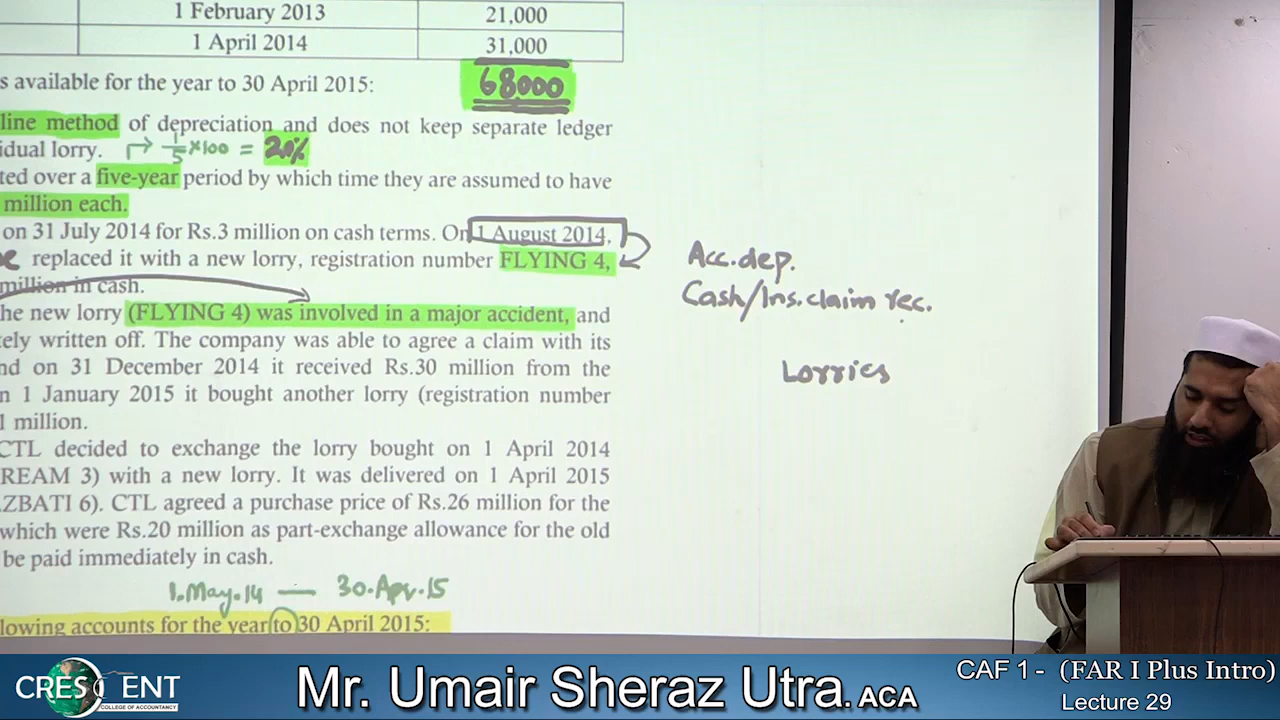 1 February 2013 21,000
1 April 2014 31,000
68000
s available for the year to 30 April 2015:
line method of depreciation and does not keep separate ledger
idual lorry. 1/5 ×100 = 20%
ted over a five-year period by which time they are assumed to have
million each.
on 31 July 2014 for Rs.3 million on cash terms. On 1 August 2014,
replaced it with a new lorry, registration number FLYING 4,
million in cash.
he new lorry (FLYING 4) was involved in a major accident, and
tely written off. The company was able to agree a claim with its
nd on 31 December 2014 it received Rs.30 million from the
n 1 January 2015 it bought another lorry (registration number
1 million.
CTL decided to exchange the lorry bought on 1 April 2014
REAM 3) with a new lorry. It was delivered on 1 April 2015
ZBATI 6). CTL agreed a purchase price of Rs.26 million for the
which were Rs.20 million as part-exchange allowance for the old
be paid immediately in cash.
1.May.14 — 30.Apr.15
lowing accounts for the year to 30 April 2015:
Acc.dep.
Cash/Ins.claim rec.
Lorries
CRESCENT
COLLEGE OF ACCOUNTANCY
Mr. Umair Sheraz Utra. ACA
CAF 1 - (FAR I Plus Intro)
Lecture 29